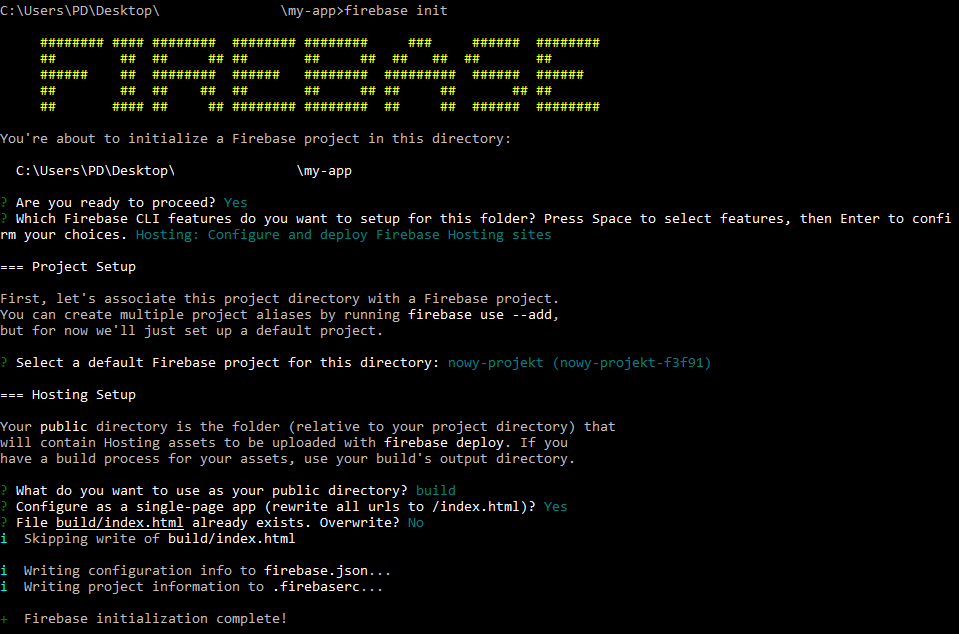 C:\Users\PD\Desktop\ \my-app>firebase init
FIREBASE
You're about to initialize a Firebase project in this directory:
C:\Users\PD\Desktop\ \my-app
? Are you ready to proceed? Yes
? Which Firebase CLI features do you want to setup for this folder? Press Space to select features, then Enter to confi
rm your choices. Hosting: Configure and deploy Firebase Hosting sites
=== Project Setup
First, let's associate this project directory with a Firebase project.
You can create multiple project aliases by running firebase use --add,
but for now we'll just set up a default project.
? Select a default Firebase project for this directory: nowy-projekt (nowy-projekt-f3f91)
=== Hosting Setup
Your public directory is the folder (relative to your project directory) that
will contain Hosting assets to be uploaded with firebase deploy. If you
have a build process for your assets, use your build's output directory.
? What do you want to use as your public directory? build
? Configure as a single-page app (rewrite all urls to /index.html)? Yes
? File build/index.html already exists. Overwrite? No
i Skipping write of build/index.html
i Writing configuration info to firebase.json...
i Writing project information to .firebaserc...
+ Firebase initialization complete!